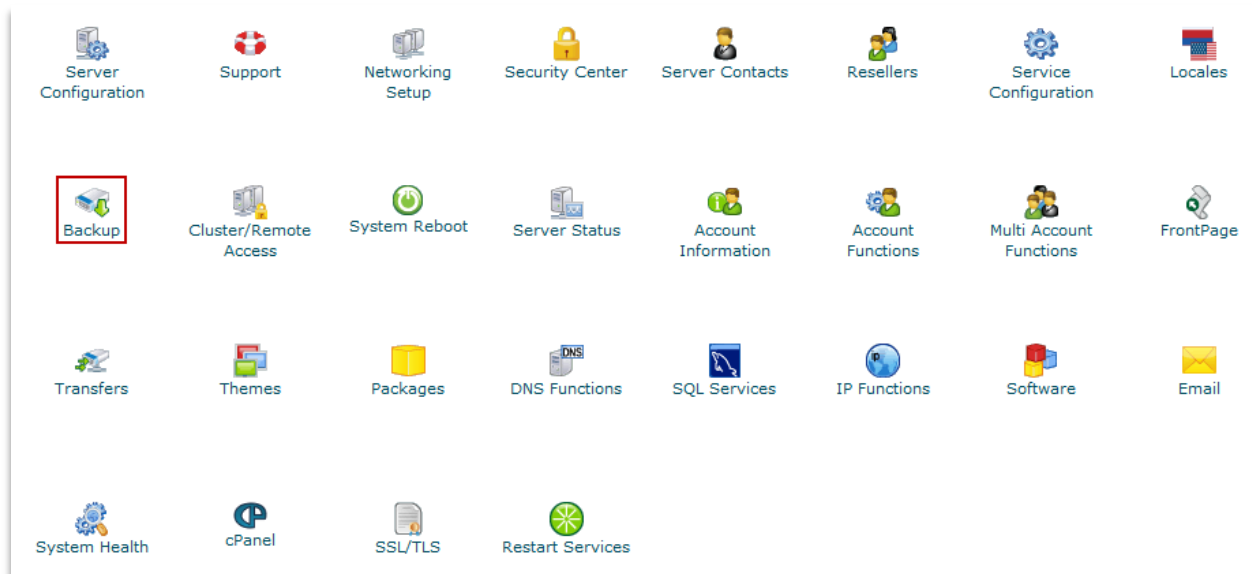 Server Configuration
Support
Networking Setup
Security Center
Server Contacts
Resellers
Service Configuration
Locales
Backup
Cluster/Remote Access
System Reboot
Server Status
Account Information
Account Functions
Multi Account Functions
FrontPage
Transfers
Themes
Packages
DNS
DNS Functions
SQL Services
IP
IP Functions
Software
Email
System Health
cP
cPanel
SSL/TLS
Restart Services